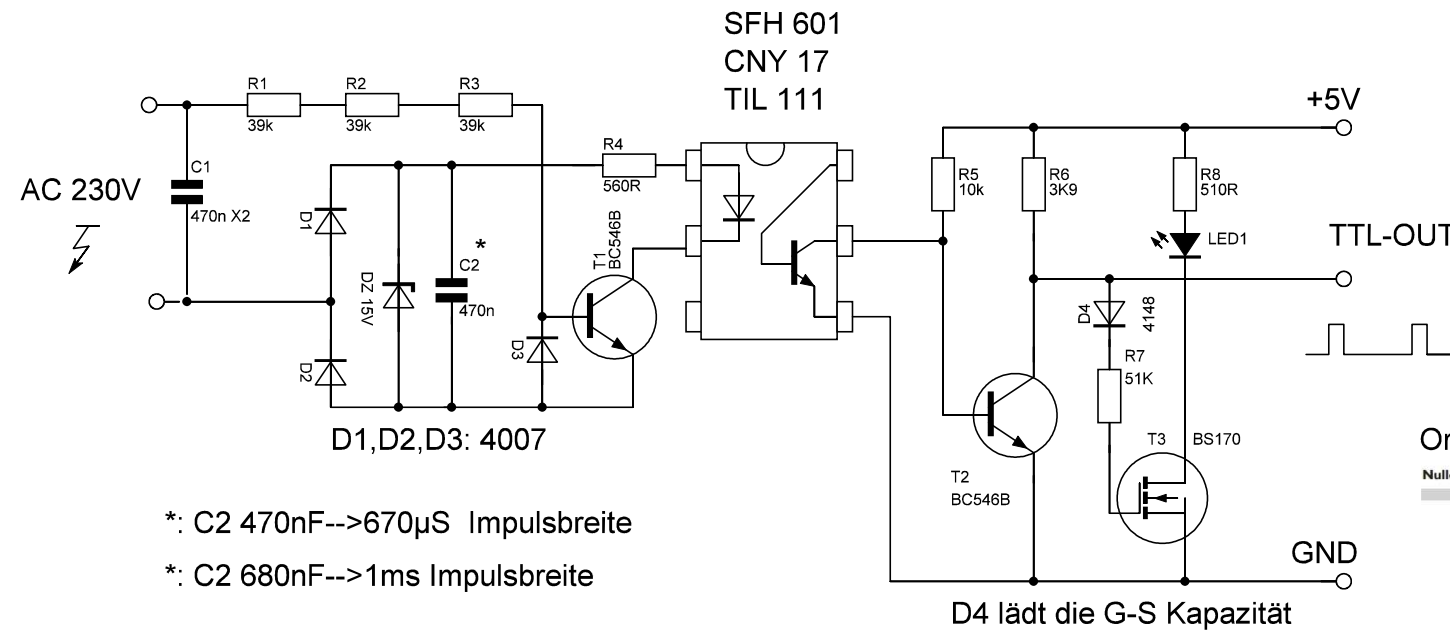 SFH 601
CNY 17
TIL 111
AC 230V
R1
39k
R2
39k
R3
39k
C1
470n X2
D1
D2
DZ 15V
*
C2
470n
D3
R4
560R
T1
BC546B
D1,D2,D3: 4007
*: C2 470nF-->670µS Impulsbreite
*: C2 680nF-->1ms Impulsbreite
+5V
R5
10k
R6
3K9
R8
510R
LED1
TTL-OUT
D4
4148
R7
51K
T3
BS170
T2
BC546B
GND
D4 lädt die G-S Kapazität